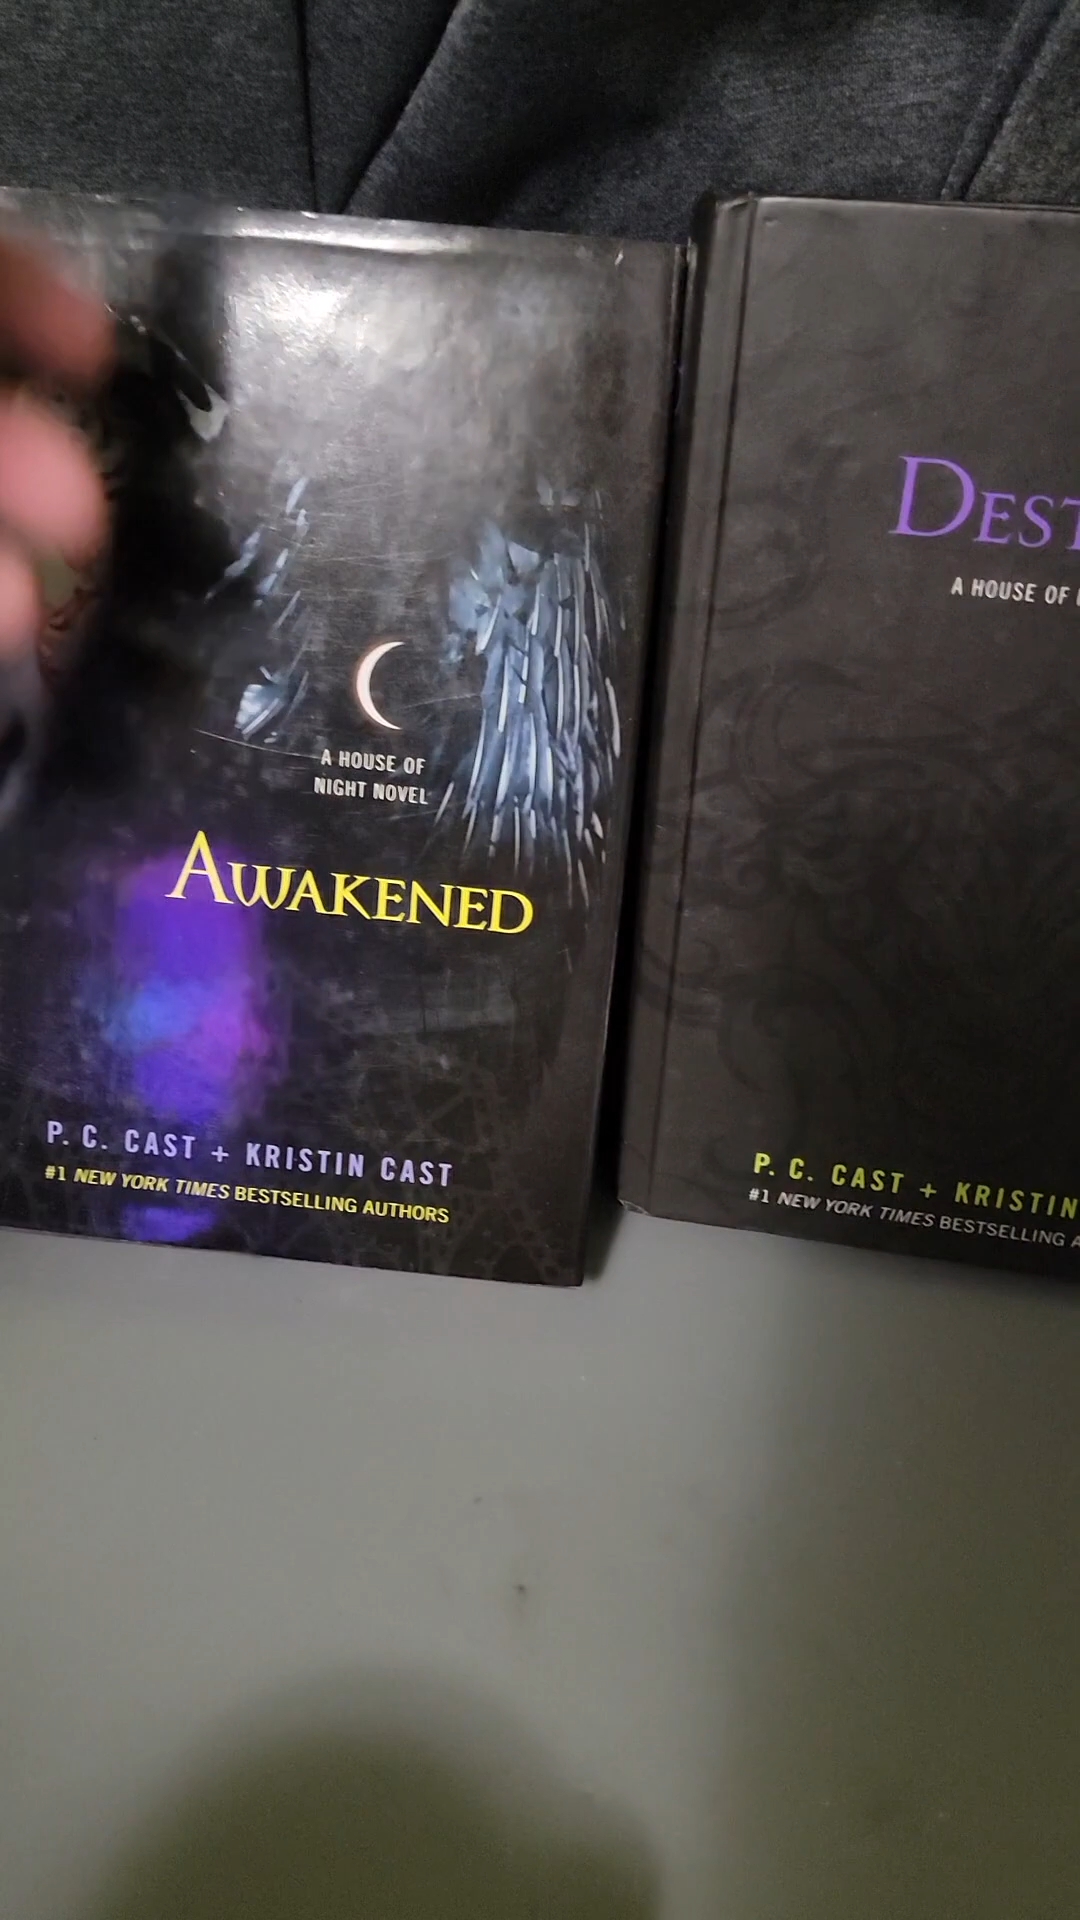 A HOUSE OF
NIGHT NOVEL
AWAKENED
P. C. CAST + KRISTIN CAST
#1 NEW YORK TIMES BESTSELLING AUTHORS
DEST
A HOUSE OF
P. C. CAST + KRISTIN
#1 NEW YORK TIMES BESTSELLING A